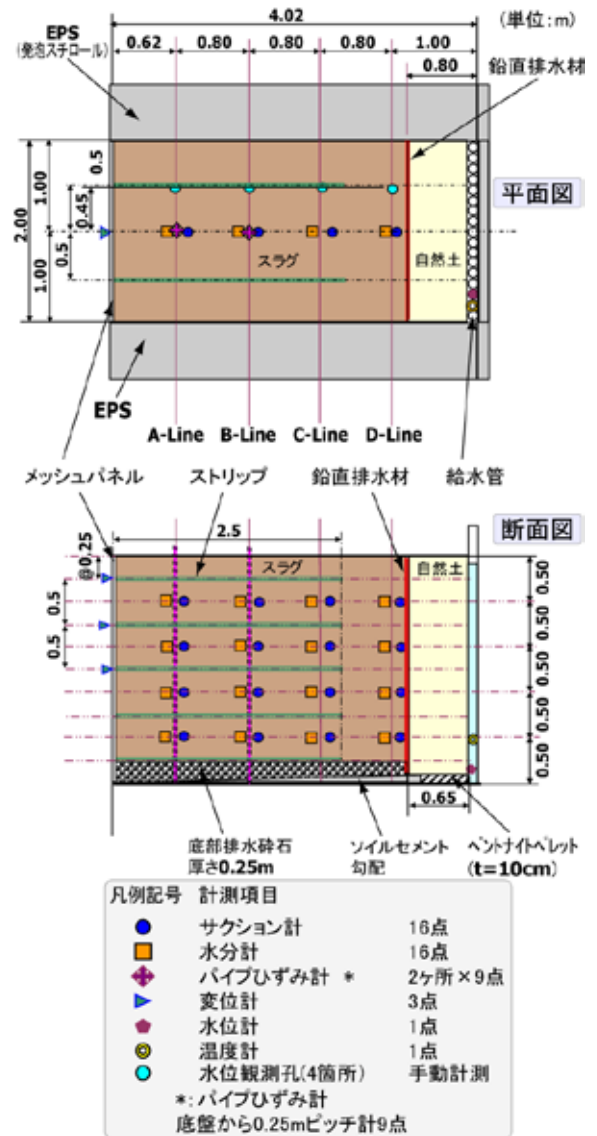 4.02
(単位:m)
EPS
(発泡スチロール)
0.62
0.80
0.80
0.80
1.00
0.80
鉛直排水材
平面図
2.00
1.00
1.00
0.5
0.45
0.5
スラグ
自然土
EPS
A-Line
B-Line
C-Line
D-Line
メッシュパネル
ストリップ
鉛直排水材
給水管
断面図
2.5
@0.25
スラグ
自然土
0.5
0.5
0.50
0.50
0.50
0.50
0.50
0.65
底部排水砕石
厚さ0.25m
ソイルセメント
勾配
ベントナイトペレット
(t=10cm)
凡例記号 計測項目
サクション計 16点
水分計 16点
パイプひずみ計 * 2ヶ所×9点
変位計 3点
水位計 1点
温度計 1点
水位観測孔(4箇所) 手動計測
*:パイプひずみ計
底盤から0.25mピッチ計9点